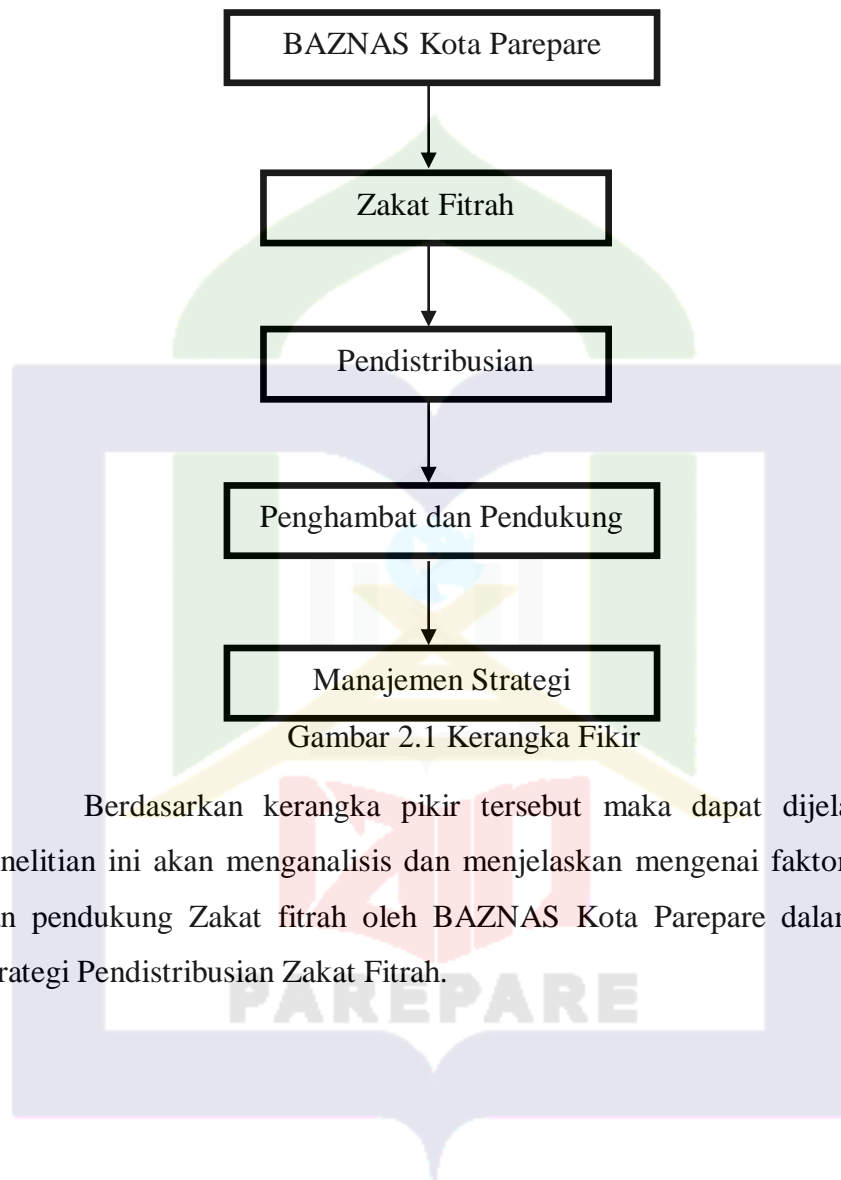 BAZNAS Kota Parepare
Zakat Fitrah
Pendistribusian
Penghambat dan Pendukung
Manajemen Strategi
Gambar 2.1 Kerangka Fikir
Berdasarkan kerangka pikir tersebut maka dapat dijela
nelitian ini akan menganalisis dan menjelaskan mengenai faktor
n pendukung Zakat fitrah oleh BAZNAS Kota Parepare dalam
rategi Pendistribusian Zakat Fitrah.
PAREPARE